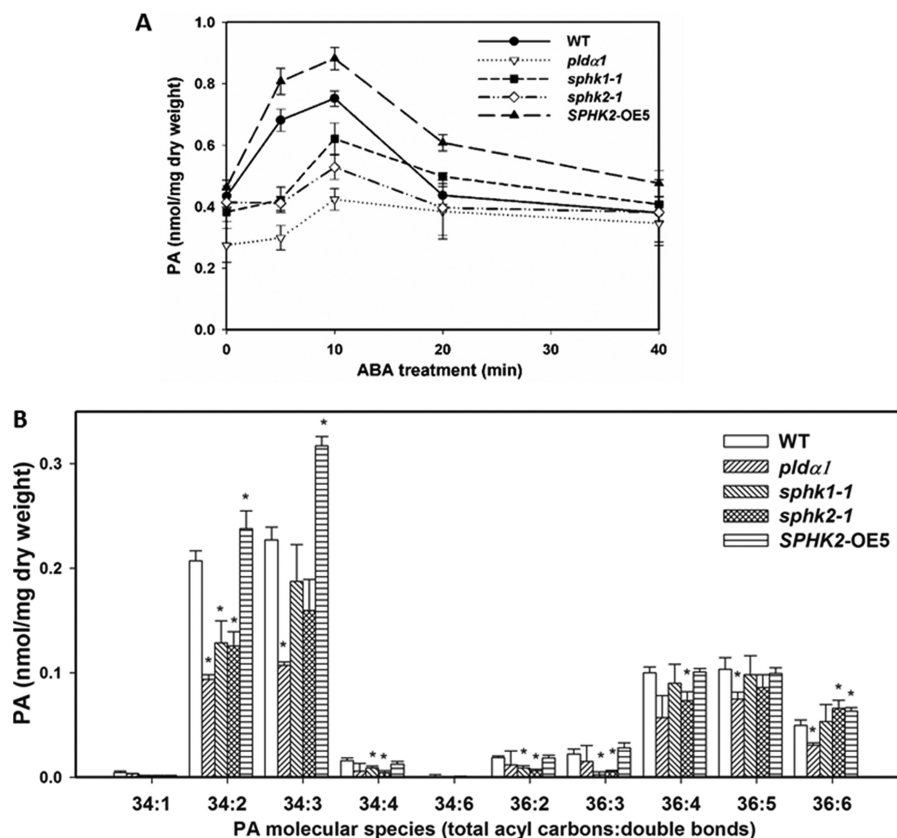 A
PA (nmol/mg dry weight)
1.0
0.8
0.6
0.4
0.2
0.0
WT
pldα1
sphk1-1
sphk2-1
SPHK2-OE5
0 10 20 30 40
ABA treatment (min)
B
PA (nmol/mg dry weight)
0.3
0.2
0.1
0.0
WT
pldα1
sphk1-1
sphk2-1
SPHK2-OE5
* * * * * * * * * * * * * * * * *
34:1 34:2 34:3 34:4 34:6 36:2 36:3 36:4 36:5 36:6
PA molecular species (total acyl carbons:double bonds)